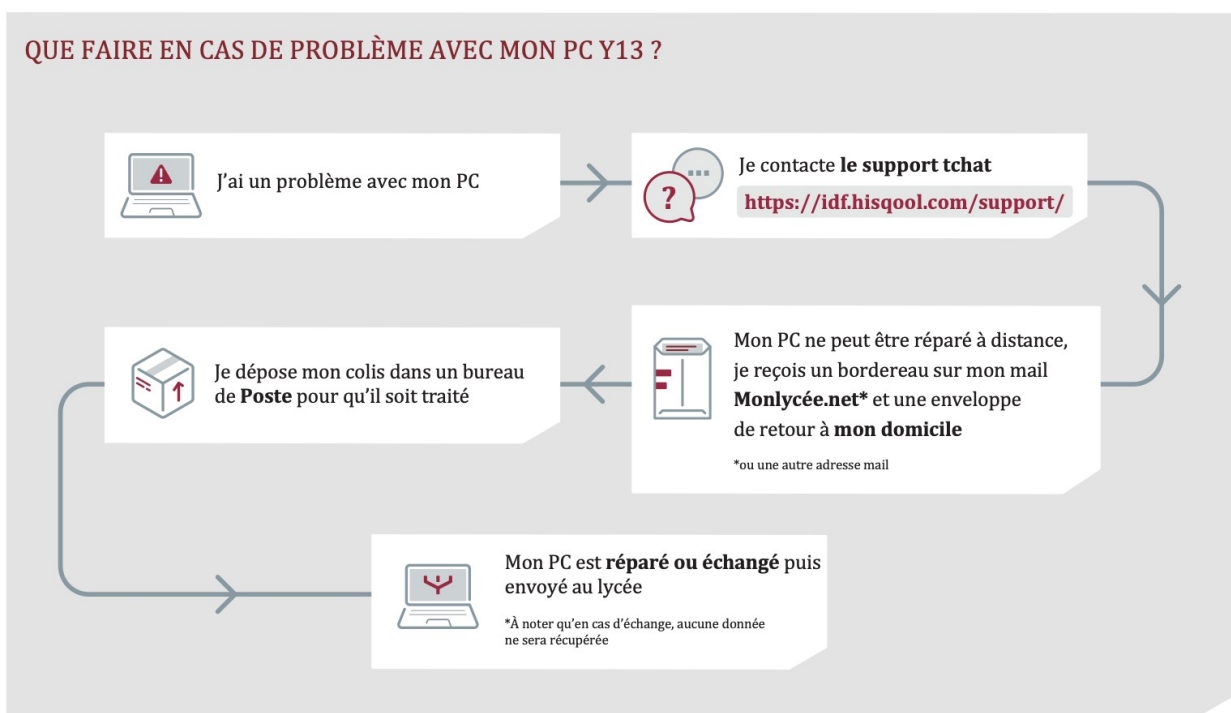 QUE FAIRE EN CAS DE PROBLÈME AVEC MON PC Y13 ?
J’ai un problème avec mon PC
Je contacte le support tchat
https://idf.hisqool.com/support/
?
Mon PC ne peut être réparé à distance,
je reçois un bordereau sur mon mail
Monlycée.net* et une enveloppe
de retour à mon domicile
*ou une autre adresse mail
Je dépose mon colis dans un bureau
de Poste pour qu’il soit traité
Mon PC est réparé ou échangé puis
envoyé au lycée
*À noter qu’en cas d’échange, aucune donnée
ne sera récupérée